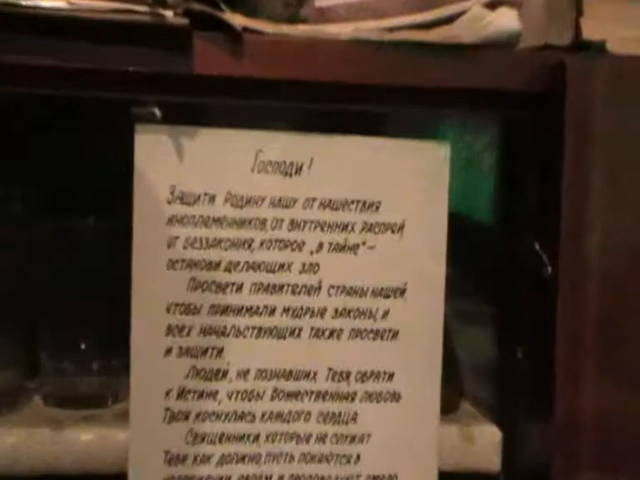 Господи!
Защити Родину нашу от нашествия
иноплеменников, от внутренних распрей,
от беззакония, которое „в тайне" –
останови делающих зло
Просвети правителей страны нашей,
чтобы принимали мудрые законы, и
всех начальствующих также просвети
и защити.
Людей, не познавших Тебя, обрати
к Истине, чтобы Божественная любовь
Твоя коснулась каждого сердца
Священники, которые не служат
Тебе как должно, пусть покаются в